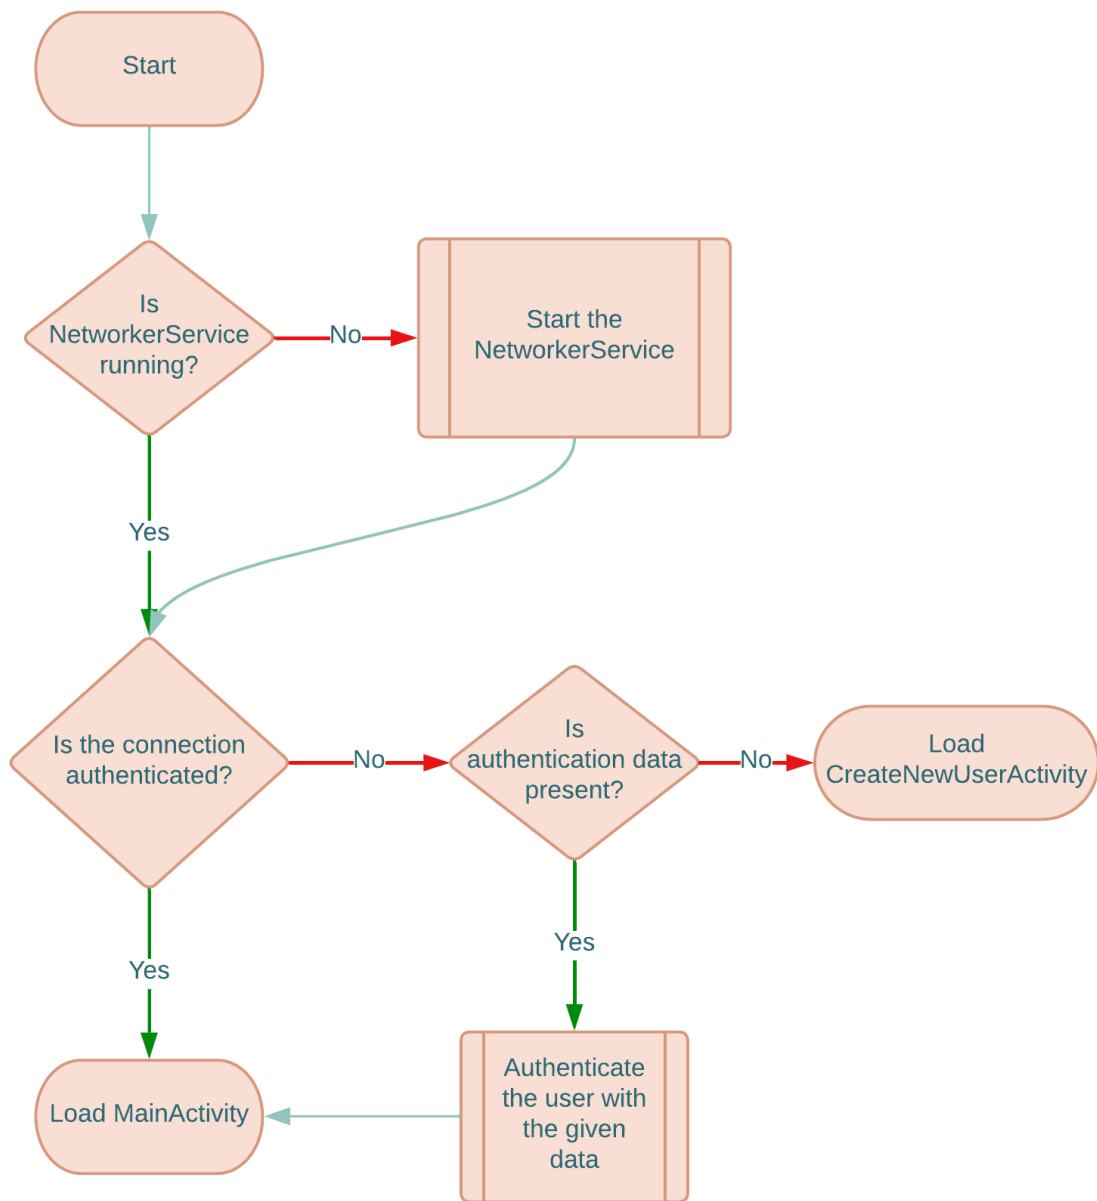 Start
Is
NetworkerService
running?
No
Start the
NetworkerService
Yes
Is the connection
authenticated?
No
Is
authentication data
present?
No
Load
CreateNewUserActivity
Yes
Yes
Load MainActivity
Authenticate
the user with
the given
data